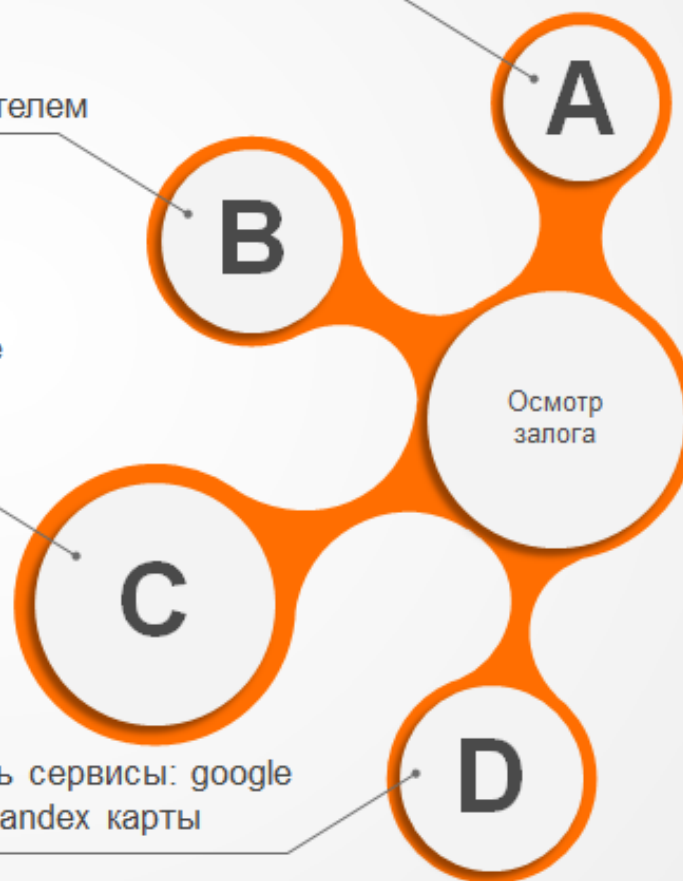 A
телем
B
е
Осмотр
залога
C
ь сервисы: google
andex карты
D